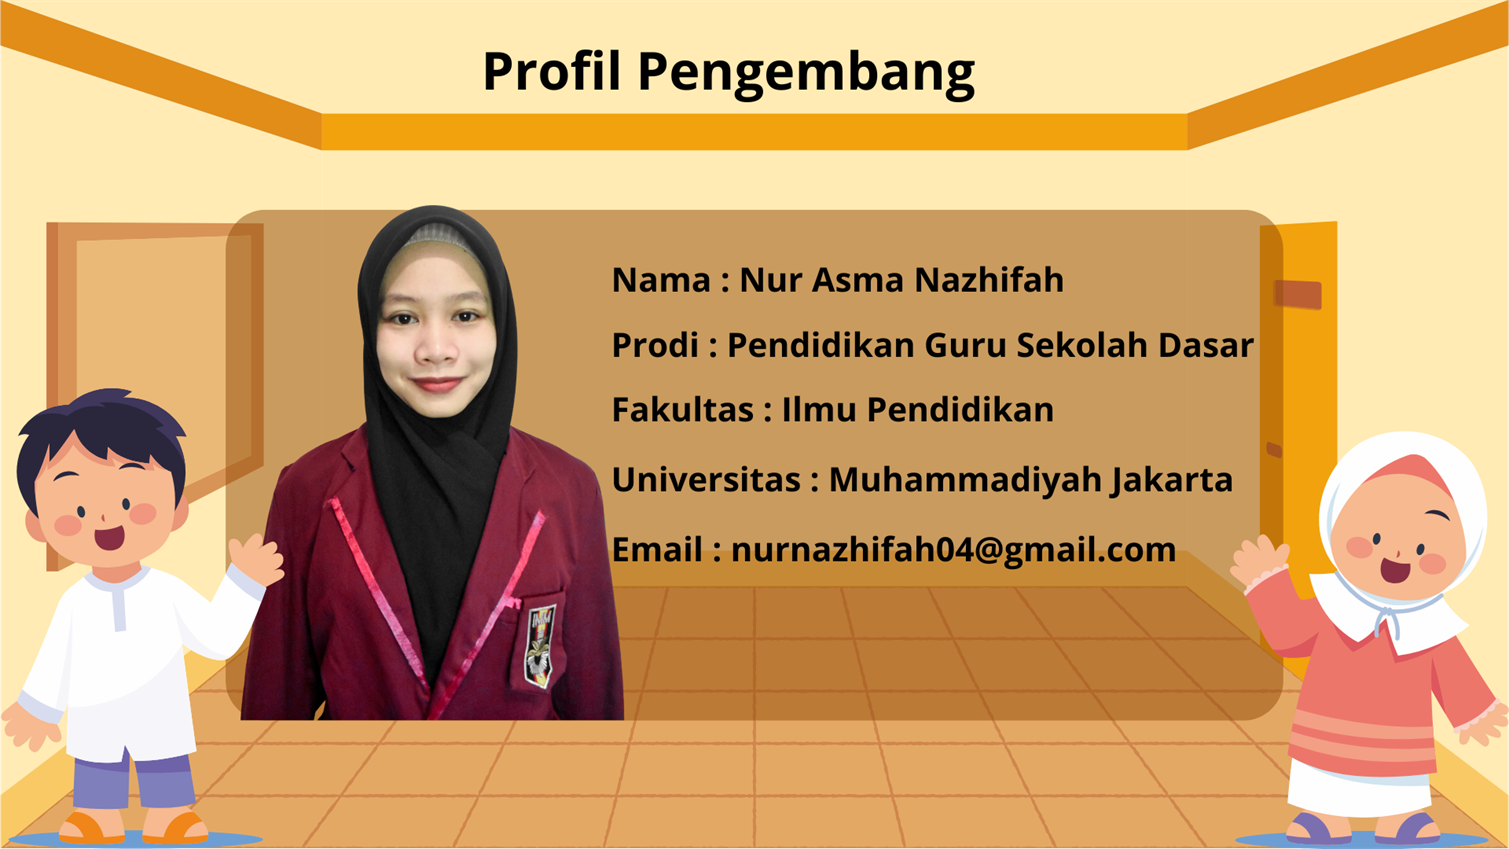 Profil Pengembang
Nama : Nur Asma Nazhifah
Prodi : Pendidikan Guru Sekolah Dasar
Fakultas : Ilmu Pendidikan
Universitas : Muhammadiyah Jakarta
Email : nurnazhifah04@gmail.com